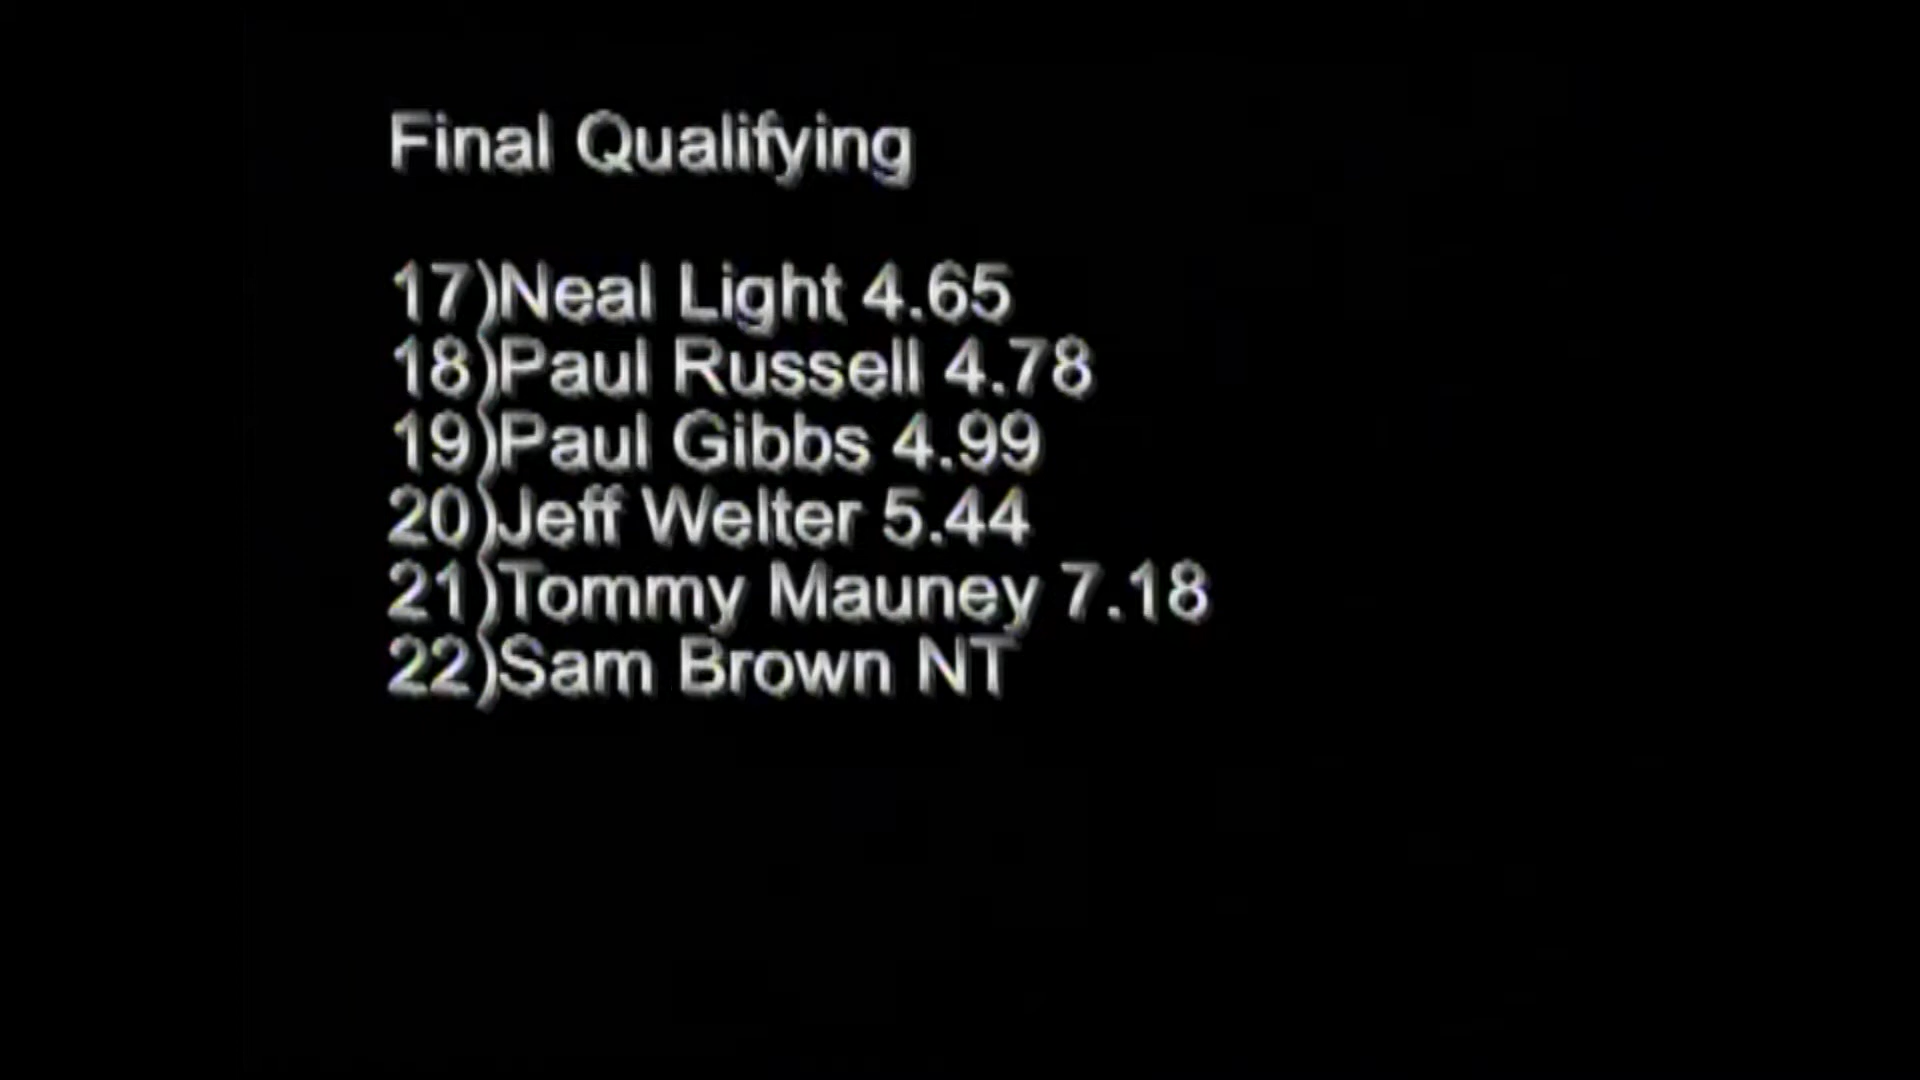 Final Qualifying
17)Neal Light 4.65
18)Paul Russell 4.78
19)Paul Gibbs 4.99
20)Jeff Welter 5.44
21)Tommy Mauney 7.18
22)Sam Brown NT